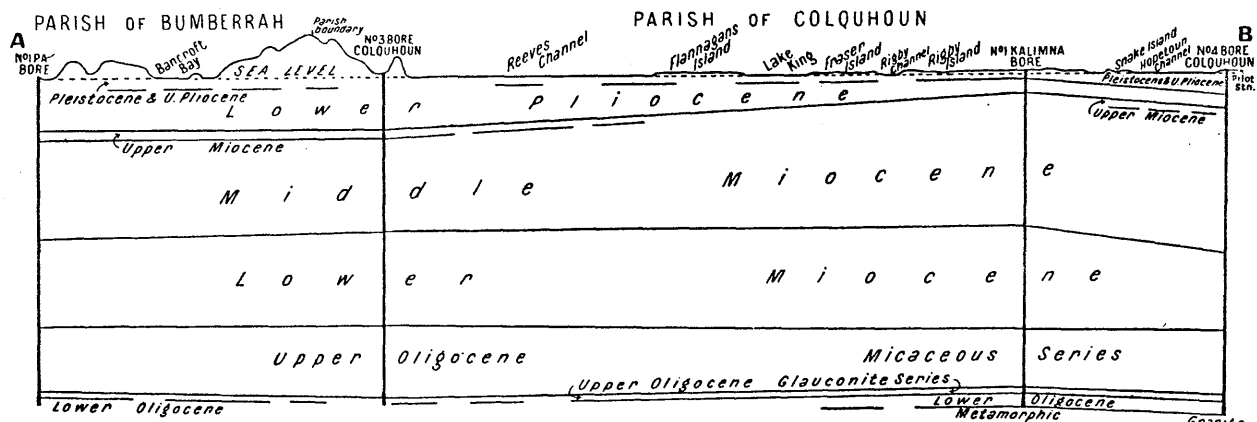 PARISH OF BUMBERRAH
PARISH OF COLQUHOUN
A
B
Nº1 P.A.
BORE
Bancroft
Bay
Parish
boundary
Nº3 BORE
COLQUHOUN
Reeves
Channel
Flannagans
Island
Lake
King
Fraser
Island
Rigby
Channel
Rigby
Island
Nº1 KALIMNA
BORE
Snake Island
Hopetoun
Channel
Nº4 BORE
COLQUHOUN
Pilot
Stn.
SEA LEVEL
Pleistocene & U. Pliocene
Pleistocene & U. Pliocene
Lower Pliocene
Upper Miocene
Upper Miocene
Middle Miocene
Lower Miocene
Upper Oligocene Micaceous Series
Upper Oligocene Glauconite Series
Lower Oligocene
Lower Oligocene
Metamorphic